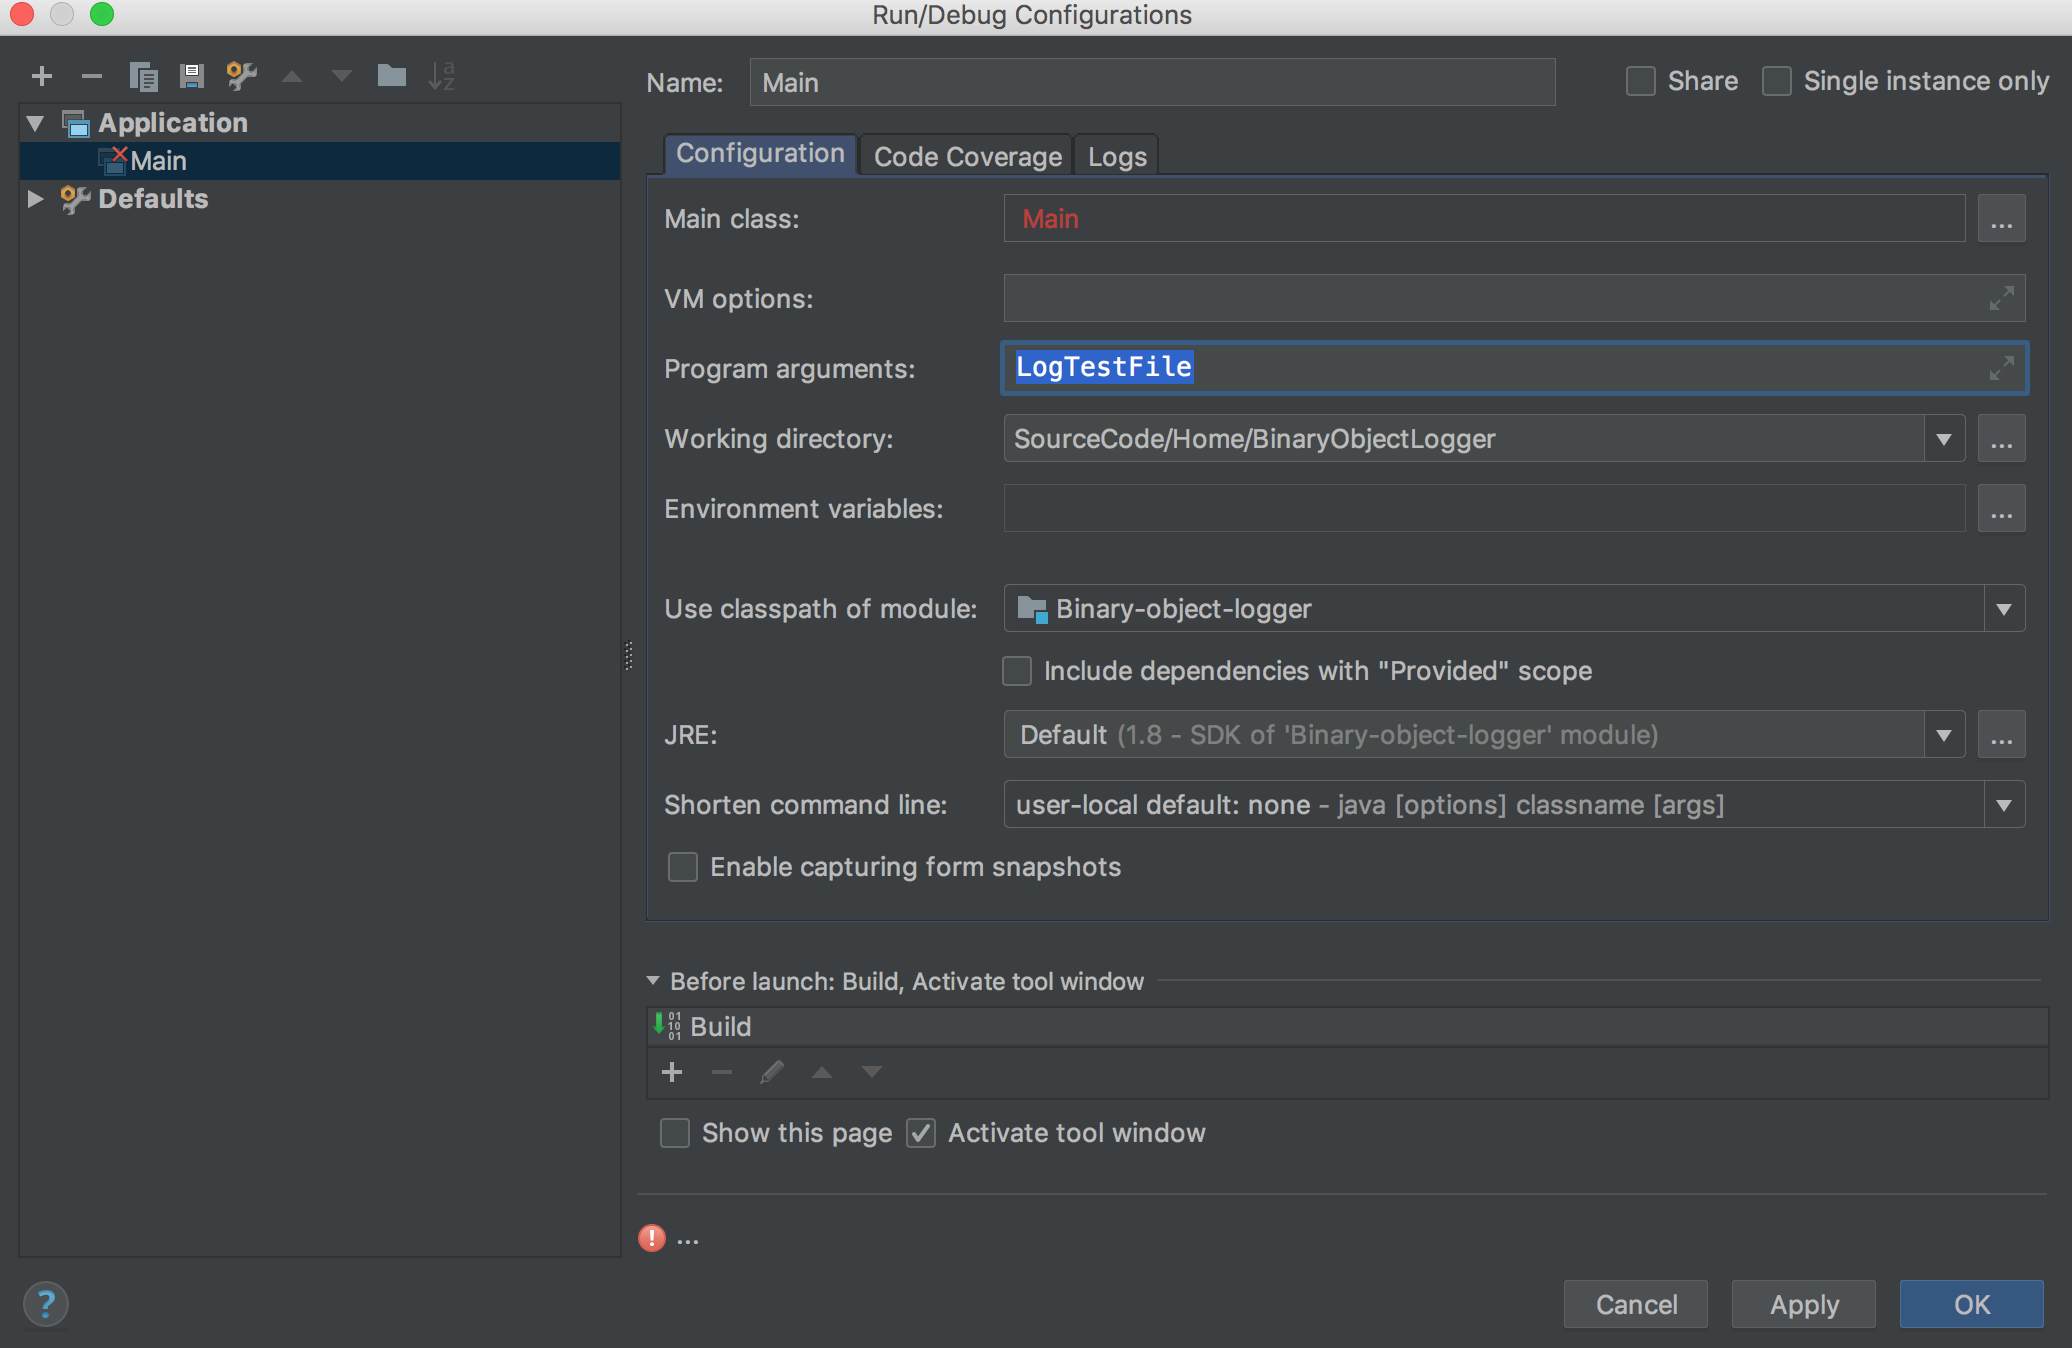 Run/Debug Configurations
Name: Main Share Single instance only
Application
Main
Defaults
Configuration Code Coverage Logs
Main class: Main ...
VM options:
Program arguments: LogTestFile
Working directory: SourceCode/Home/BinaryObjectLogger ...
Environment variables: ...
Use classpath of module: Binary-object-logger
Include dependencies with "Provided" scope
JRE: Default (1.8 - SDK of 'Binary-object-logger' module) ...
Shorten command line: user-local default: none - java [options] classname [args]
Enable capturing form snapshots
Before launch: Build, Activate tool window
Build
Show this page Activate tool window
...
? Cancel Apply OK